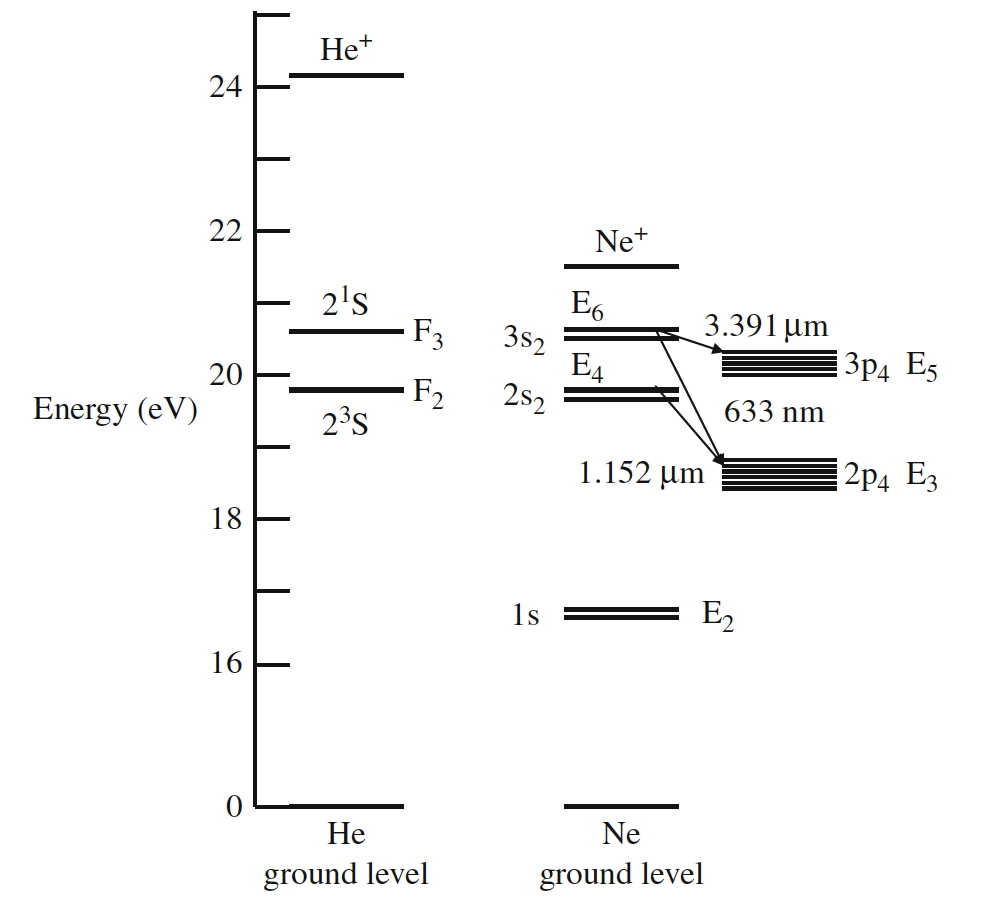 He⁺
24
22
Ne⁺
2¹S
E₆
F₃
3s₂
3.391 μm
20
E₄
3p₄ E₅
F₂
2s₂
Energy (eV)
633 nm
2³S
1.152 μm
2p₄ E₃
18
1s
E₂
16
0
He
ground level
Ne
ground level